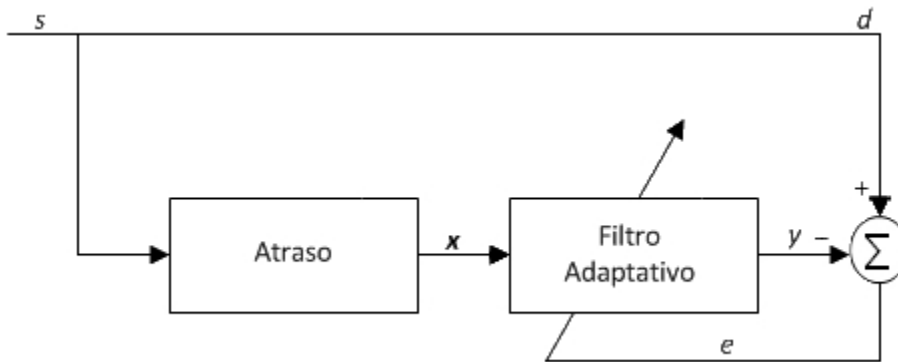 s
d
+
Atraso
x
Filtro
Adaptativo
y
–
Σ
e